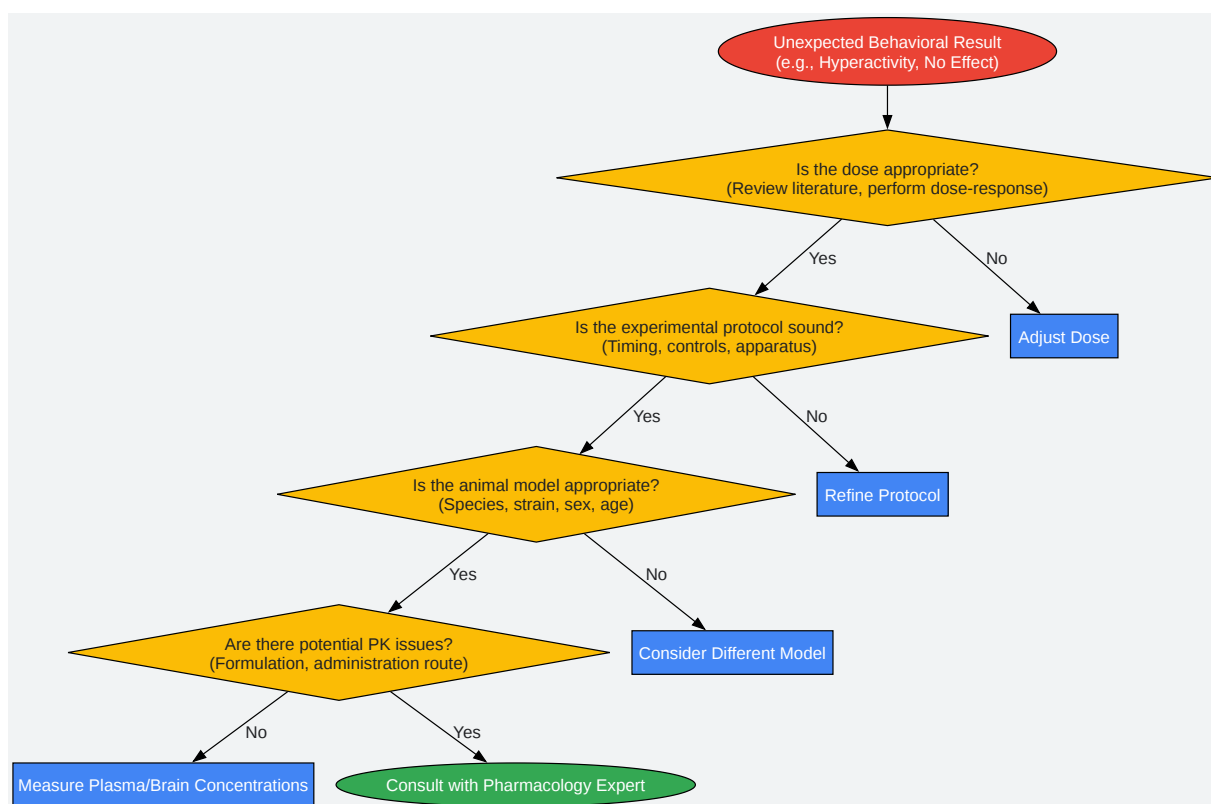 Unexpected Behavioral Result
(e.g., Hyperactivity, No Effect)
Is the dose appropriate?
(Review literature, perform dose-response)
Yes
No
Is the experimental protocol sound?
(Timing, controls, apparatus)
Adjust Dose
Yes
No
Is the animal model appropriate?
(Species, strain, sex, age)
Refine Protocol
Yes
No
Are there potential PK issues?
(Formulation, administration route)
Consider Different Model
No
Yes
Measure Plasma/Brain Concentrations
Consult with Pharmacology Expert